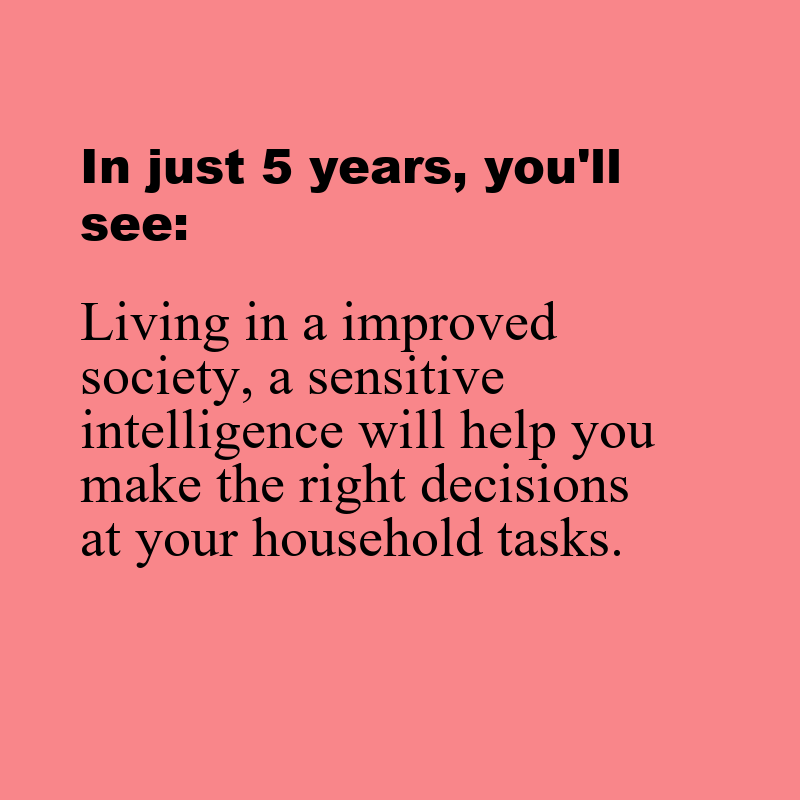 In just 5 years, you'll
see:
Living in a improved
society, a sensitive
intelligence will help you
make the right decisions
at your household tasks.